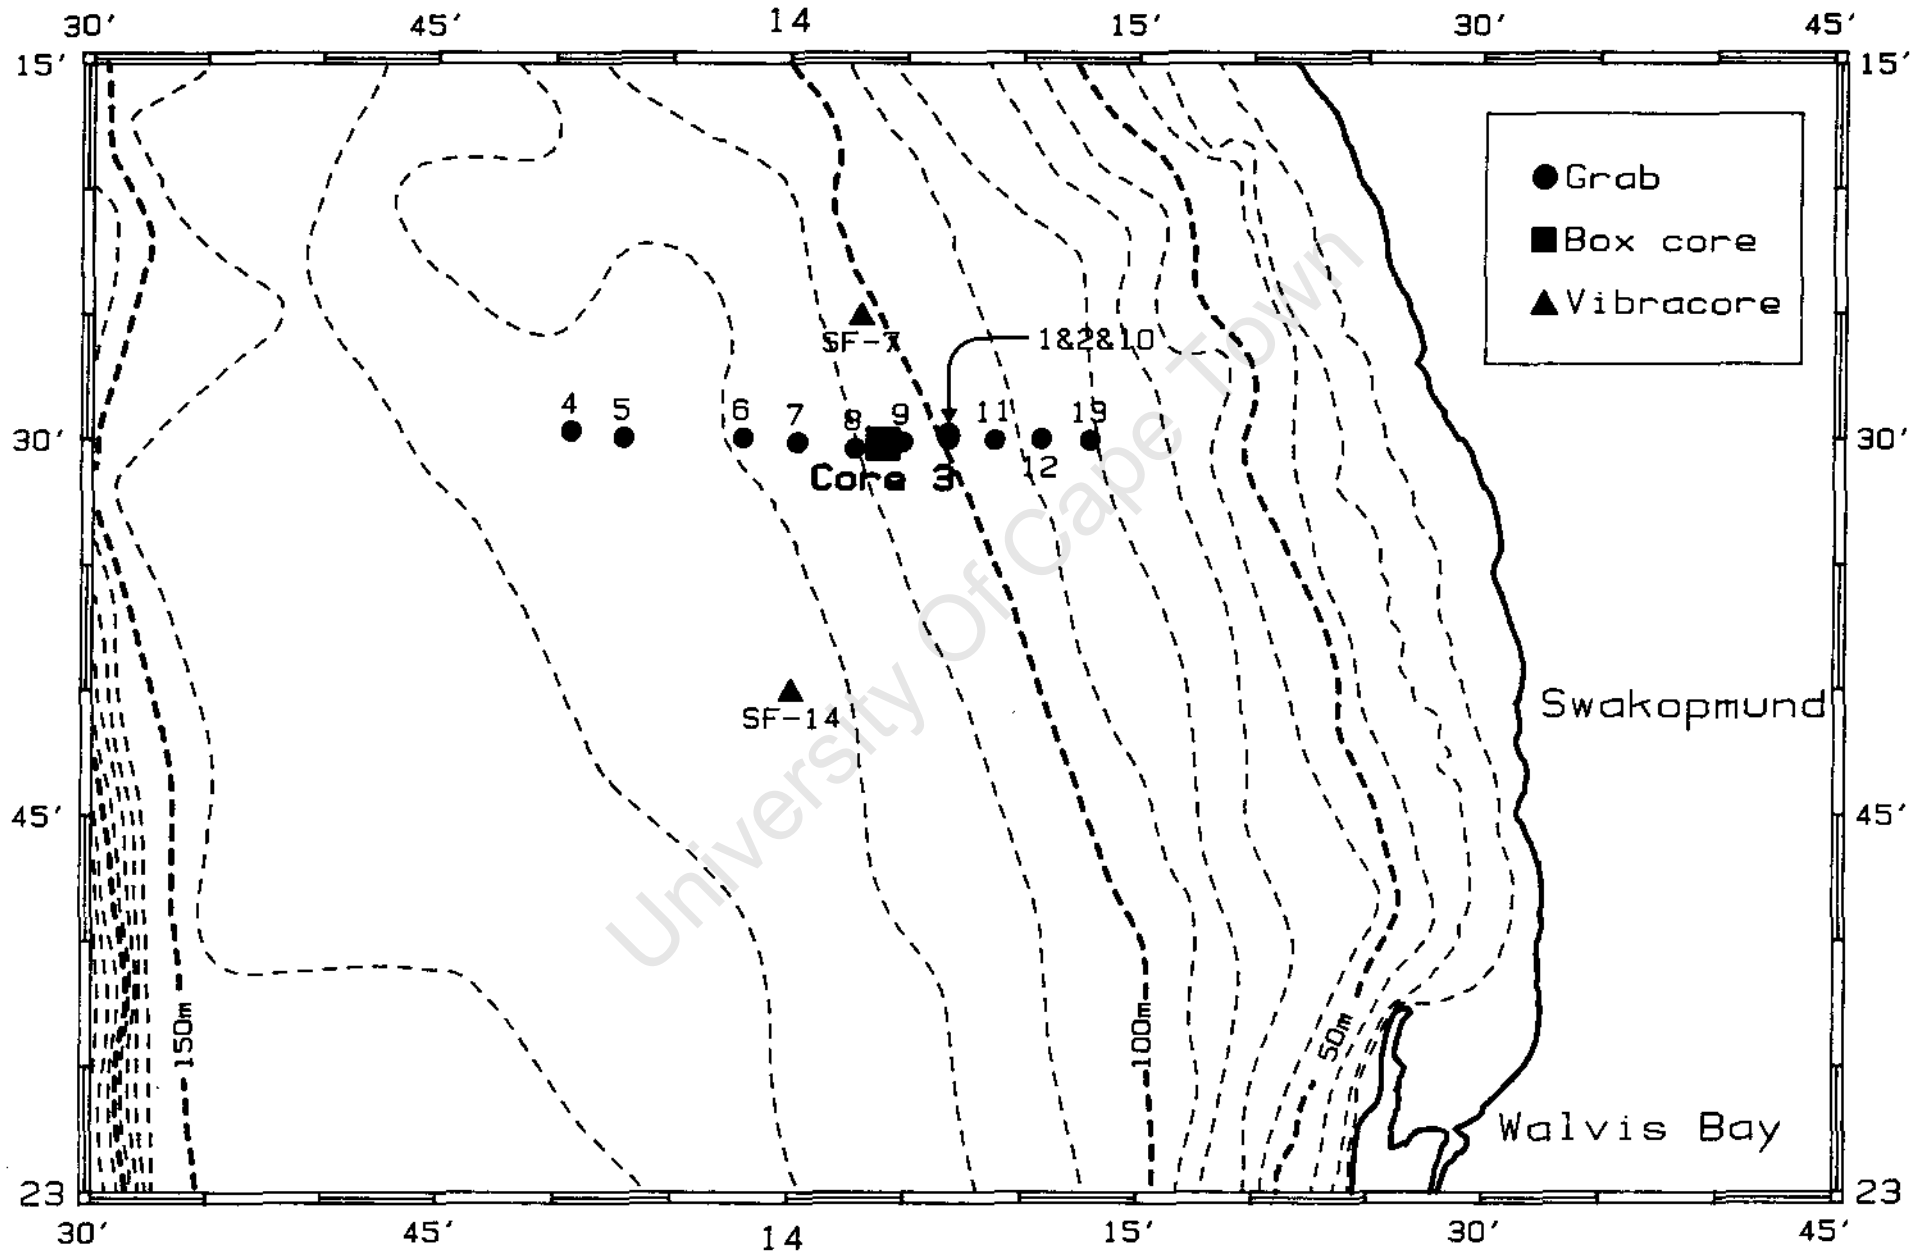 30' 45' 14 15' 30' 45'
15' 15'
Grab
Box core
Vibracore
SF-7
1&2&10
4 5 6 7 8 9 11 13
30' 30'
12
Core 3
University Of Cape Town
SF-14
Swakopmund
45' 45'
150m 100m 50m
Walvis Bay
23 23
30' 45' 14 15' 30' 45'